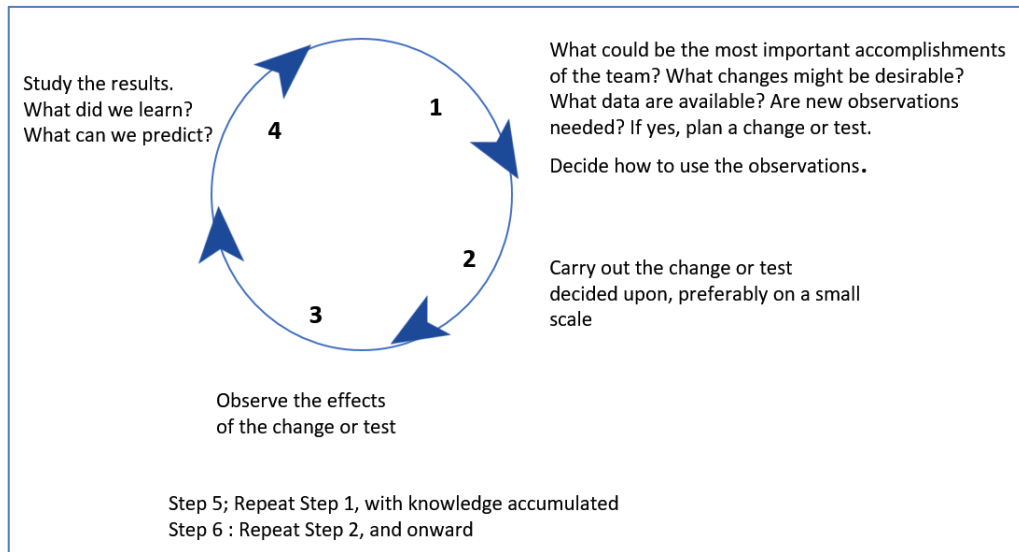 1
What could be the most important accomplishments
of the team? What changes might be desirable?
What data are available? Are new observations
needed? If yes, plan a change or test.
Decide how to use the observations.
2
Carry out the change or test
decided upon, preferably on a small
scale
3
Observe the effects
of the change or test
4
Study the results.
What did we learn?
What can we predict?
Step 5; Repeat Step 1, with knowledge accumulated
Step 6 : Repeat Step 2, and onward